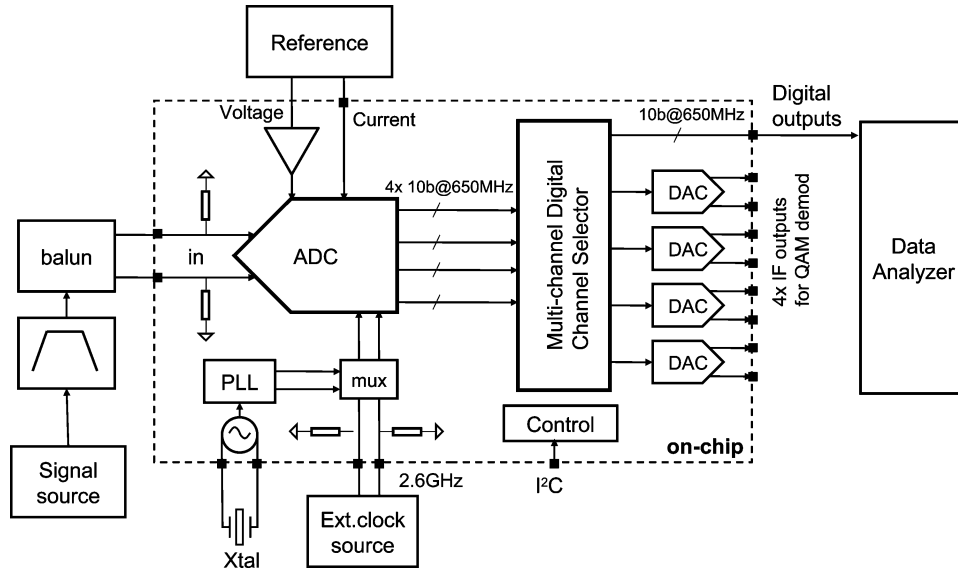 Reference
Voltage
Current
10b@650MHz
Digital
outputs
4x 10b@650MHz
balun
in
ADC
Multi-channel Digital
Channel Selector
DAC
DAC
DAC
DAC
4x IF outputs
for QAM demod
Data
Analyzer
PLL
mux
Control
on-chip
Signal
source
2.6GHz
I²C
Xtal
Ext.clock
source